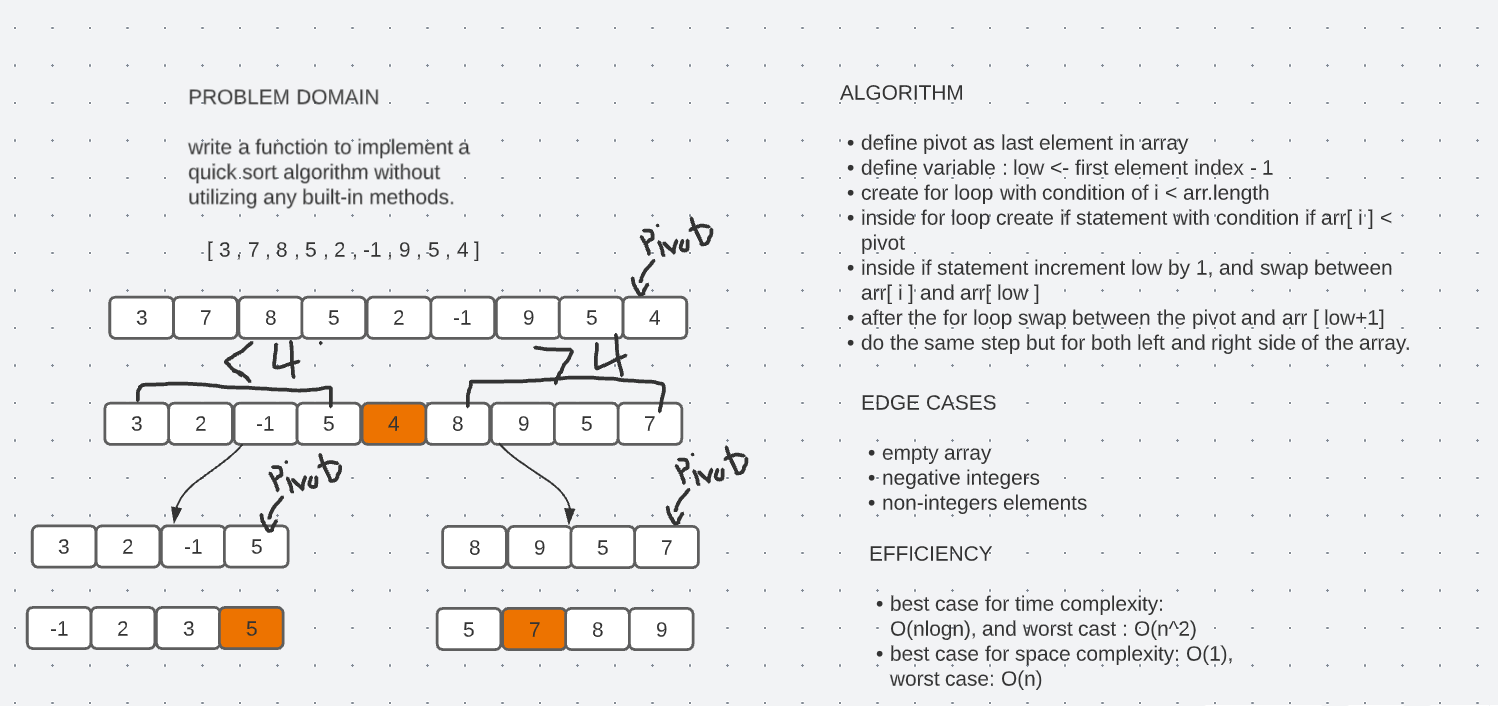 PROBLEM DOMAIN
write a function to implement a
quick sort algorithm without
utilizing any built-in methods.
[ 3 , 7 , 8 , 5 , 2 , -1 , 9 , 5 , 4 ]
Pivot
3 7 8 5 2 -1 9 5 4
< 4 > 4
3 2 -1 5 4 8 9 5 7
Pivot Pivot
3 2 -1 5 8 9 5 7
-1 2 3 5 5 7 8 9
ALGORITHM
• define pivot as last element in array
• define variable : low <- first element index - 1
• create for loop with condition of i < arr.length
• inside for loop create if statement with condition if arr[ i ] <
pivot
• inside if statement increment low by 1, and swap between
arr[ i ] and arr[ low ]
• after the for loop swap between the pivot and arr [ low+1]
• do the same step but for both left and right side of the array.
EDGE CASES
• empty array
• negative integers
• non-integers elements
EFFICIENCY
• best case for time complexity:
O(nlogn), and worst cast : O(n^2)
• best case for space complexity: O(1),
worst case: O(n)